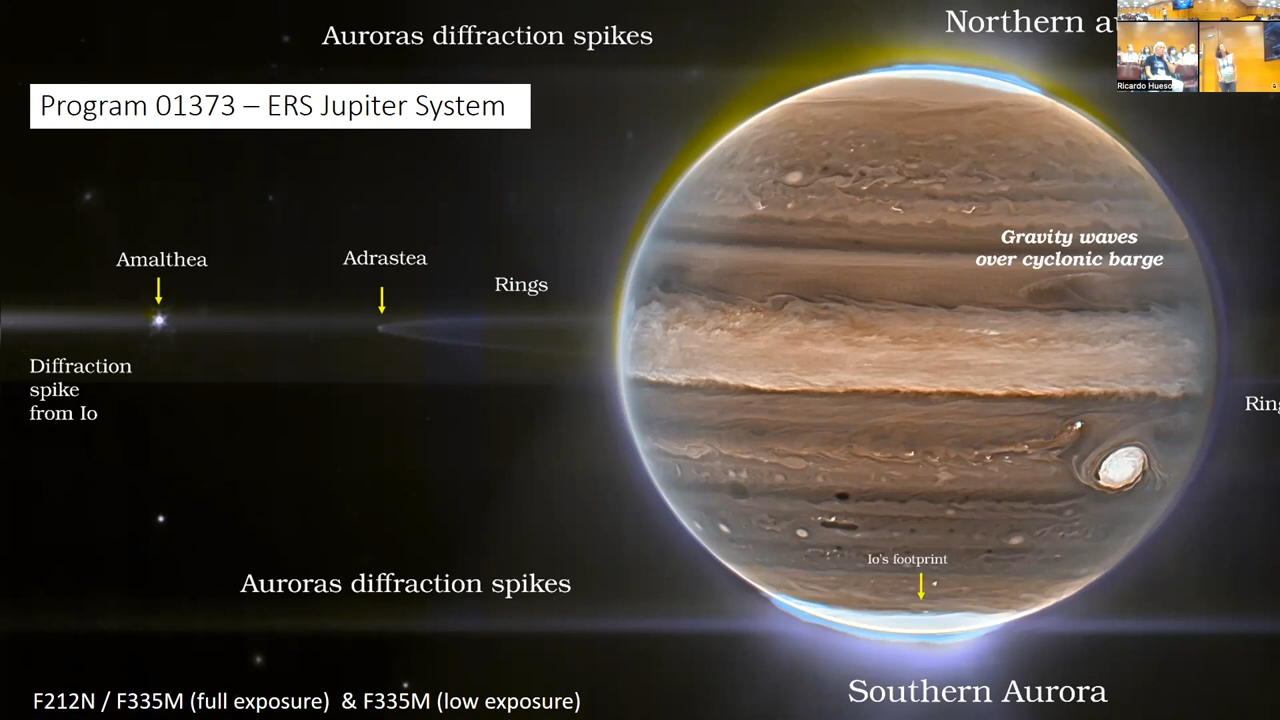 Auroras diffraction spikes
Northern
Ricardo Hueso
Program 01373 – ERS Jupiter System
Gravity waves
over cyclonic barge
Amalthea
Adrastea
Rings
Diffraction
spike
from Io
Io's footprint
Auroras diffraction spikes
Southern Aurora
F212N / F335M (full exposure) & F335M (low exposure)